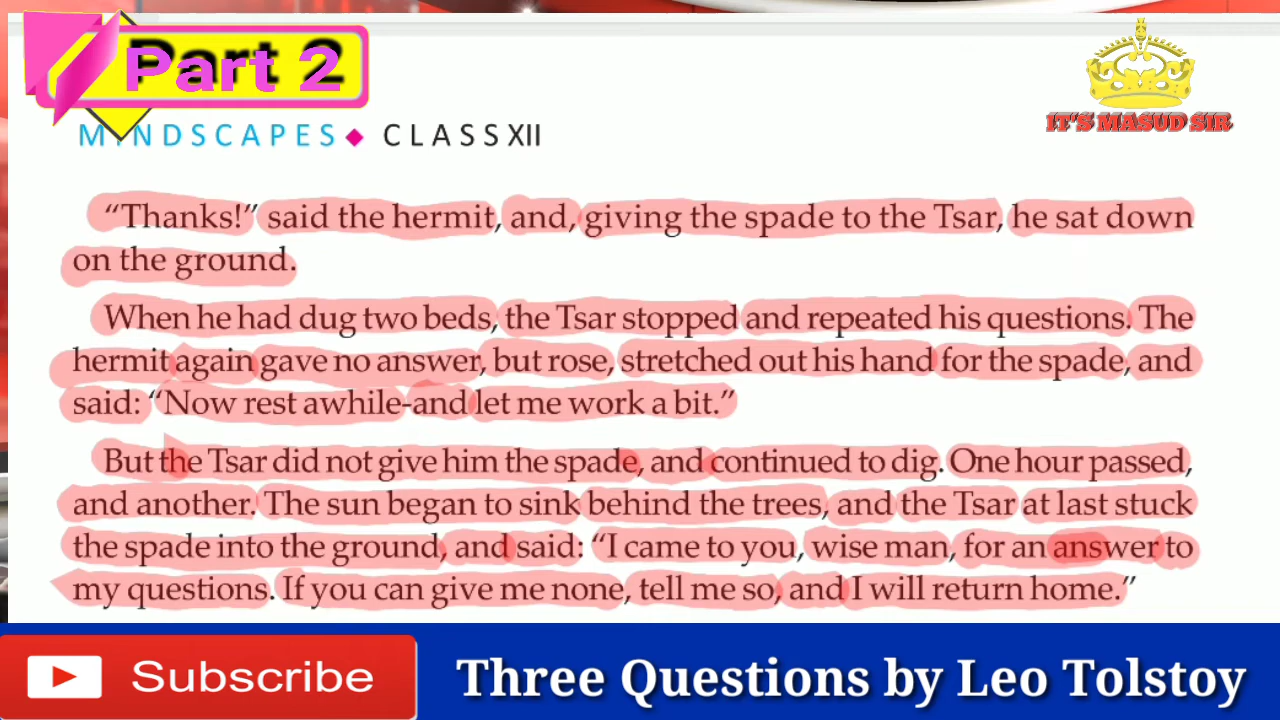 Part 2
IT'S MASUD SIR
MINDSCAPES ◆ CLASS XII
“Thanks!” said the hermit, and, giving the spade to the Tsar, he sat down
on the ground.
When he had dug two beds, the Tsar stopped and repeated his questions. The
hermit again gave no answer, but rose, stretched out his hand for the spade, and
said: “Now rest awhile-and let me work a bit.”
But the Tsar did not give him the spade, and continued to dig. One hour passed,
and another. The sun began to sink behind the trees, and the Tsar at last stuck
the spade into the ground, and said: “I came to you, wise man, for an answer to
my questions. If you can give me none, tell me so, and I will return home.”
Subscribe
Three Questions by Leo Tolstoy